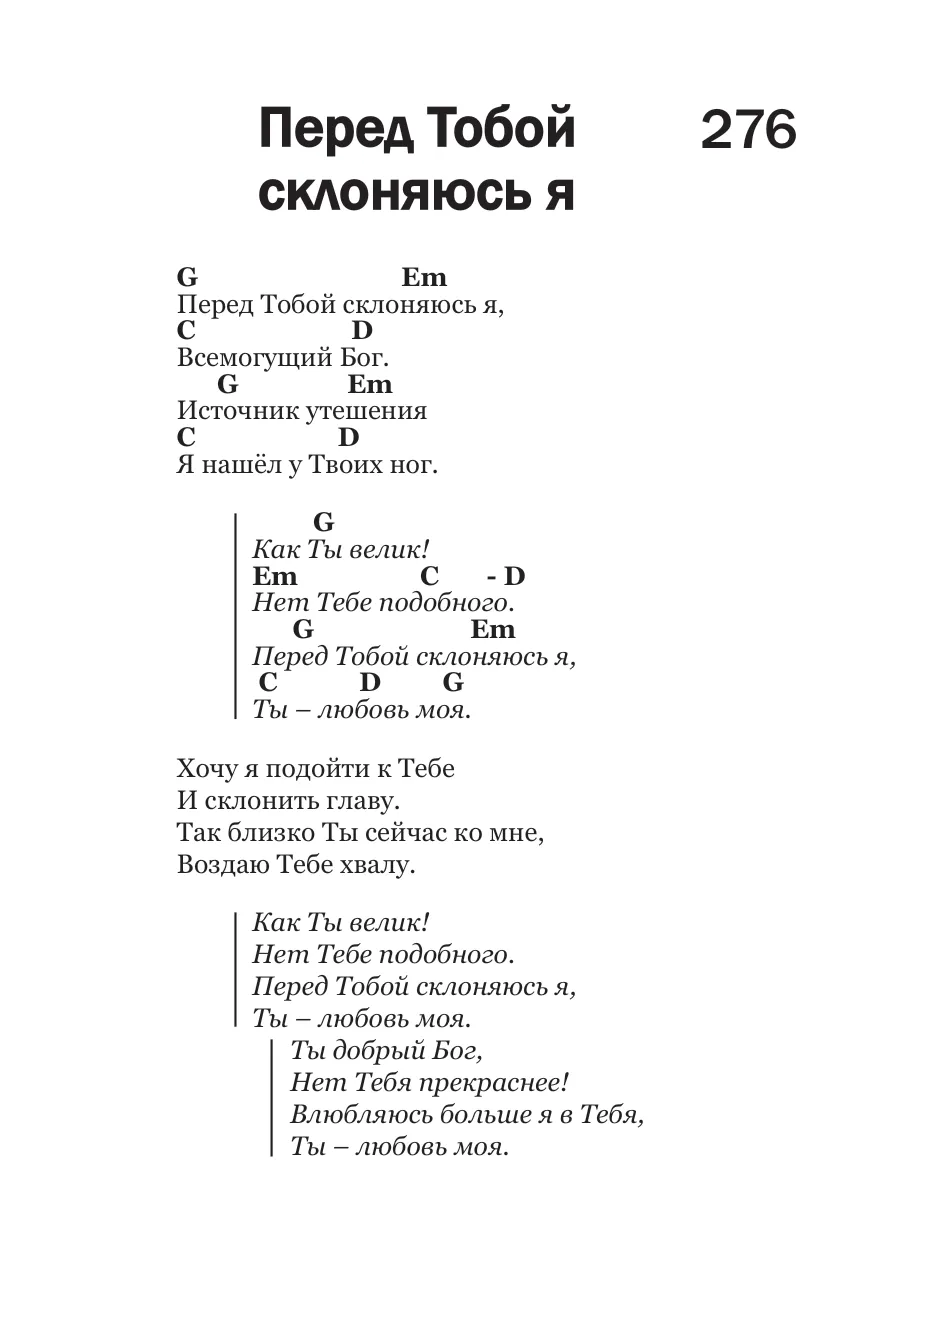 Перед Тобой
склоняюсь я
276
G Em
Перед Тобой склоняюсь я,
C D
Всемогущий Бог.
G Em
Источник утешения
C D
Я нашёл у Твоих ног.
G
Как Ты велик!
Em C - D
Нет Тебе подобного.
G Em
Перед Тобой склоняюсь я,
C D G
Ты – любовь моя.
Хочу я подойти к Тебе
И склонить главу.
Так близко Ты сейчас ко мне,
Воздаю Тебе хвалу.
Как Ты велик!
Нет Тебе подобного.
Перед Тобой склоняюсь я,
Ты – любовь моя.
Ты добрый Бог,
Нет Тебя прекраснее!
Влюбляюсь больше я в Тебя,
Ты – любовь моя.